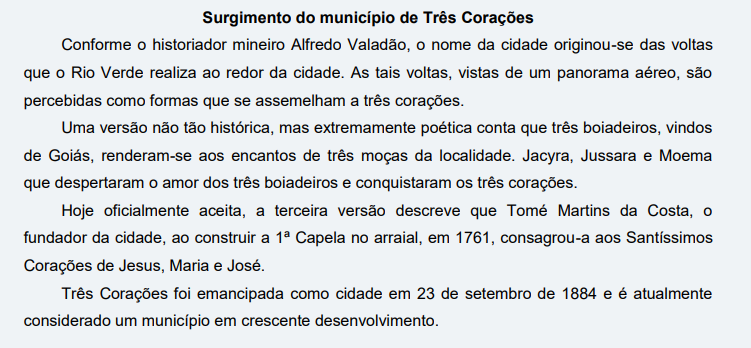 Surgimento do município de Três Corações
Conforme o historiador mineiro Alfredo Valadão, o nome da cidade originou-se das voltas
que o Rio Verde realiza ao redor da cidade. As tais voltas, vistas de um panorama aéreo, são
percebidas como formas que se assemelham a três corações.
Uma versão não tão histórica, mas extremamente poética conta que três boiadeiros, vindos
de Goiás, renderam-se aos encantos de três moças da localidade. Jacyra, Jussara e Moema
que despertaram o amor dos três boiadeiros e conquistaram os três corações.
Hoje oficialmente aceita, a terceira versão descreve que Tomé Martins da Costa, o
fundador da cidade, ao construir a 1ª Capela no arraial, em 1761, consagrou-a aos Santíssimos
Corações de Jesus, Maria e José.
Três Corações foi emancipada como cidade em 23 de setembro de 1884 e é atualmente
considerado um município em crescente desenvolvimento.